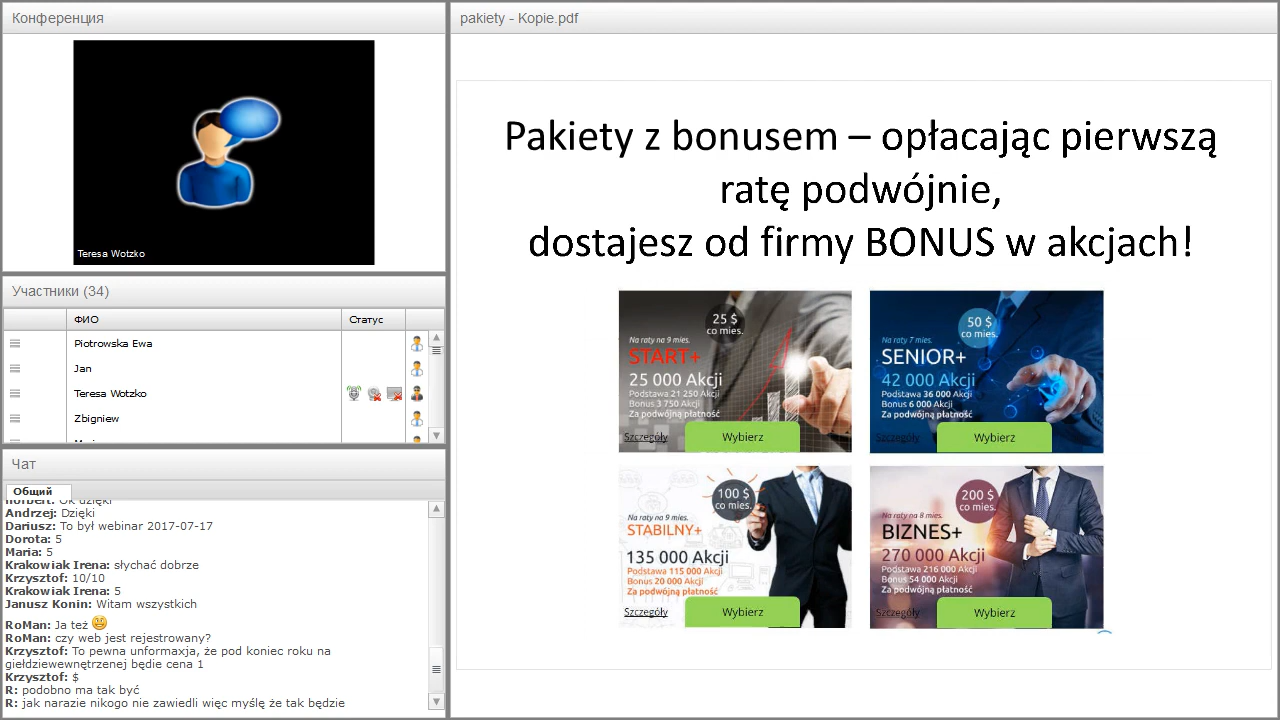 Конференция
Teresa Wotzko
Участники (34)
ФИО
Статус
Piotrowska Ewa
Jan
Teresa Wotzko
Zbigniew
Чат
Общий
Norbert: Ok dzięki
Andrzej: Dzięki
Dariusz: To był webinar 2017-07-17
Dorota: 5
Maria: 5
Krakowiak Irena: słychać dobrze
Krzysztof: 10/10
Krakowiak Irena: 5
Janusz Konin: Witam wszystkich
RoMan: Ja też
RoMan: czy web jest rejestrowany?
Krzysztof: To pewna unformaxja, że pod koniec roku na
giełdziewewnętrzenej będie cona 1
Krzysztof: $
R: podobno ma tak być
R: jak narazie nikogo nie zawiedli więc myślę że tak będzie
pakiety - Kopie.pdf
Pakiety z bonusem – opłacając pierwszą
ratę podwójnie,
dostajesz od firmy BONUS w akcjach!
25 $
co mies.
Na raty na 9 mies.
START+
25 000 Akcji
Podstawa 21 250 Akcji
Bonus 3 750 Akcji
Za podwójną płatność
Szczegóły
Wybierz
50 $
co mies.
Na raty 7 mies.
SENIOR+
42 000 Akcji
Podstawa 36 000 Akcji
Bonus 6 000 Akcji
Za podwójną płatność
Szczegóły
Wybierz
100 $
co mies.
Na raty na 9 mies.
STABILNY+
135 000 Akcji
Podstawa 115 000 Akcji
Bonus 20 000 Akcji
Za podwójną płatność
Szczegóły
Wybierz
200 $
co mies.
Na raty na 8 mies.
BIZNES+
270 000 Akcji
Podstawa 216 000 Akcji
Bonus 54 000 Akcji
Za podwójną płatność
Szczegóły
Wybierz